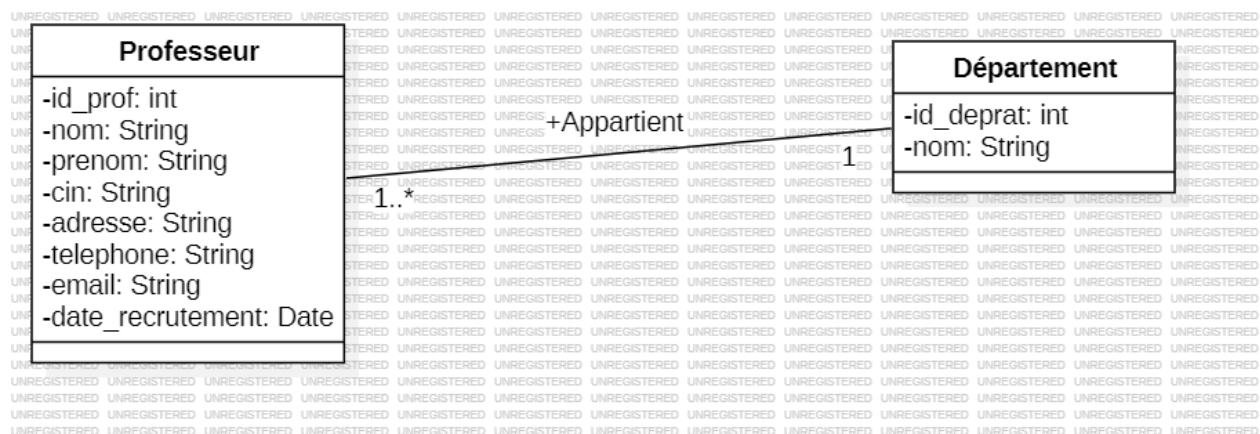 Professeur
-id_prof: int
-nom: String
-prenom: String
-cin: String
-adresse: String
-telephone: String
-email: String
-date_recrutement: Date
+Appartient
1..*
1
Département
-id_deprat: int
-nom: String
UNREGISTERED